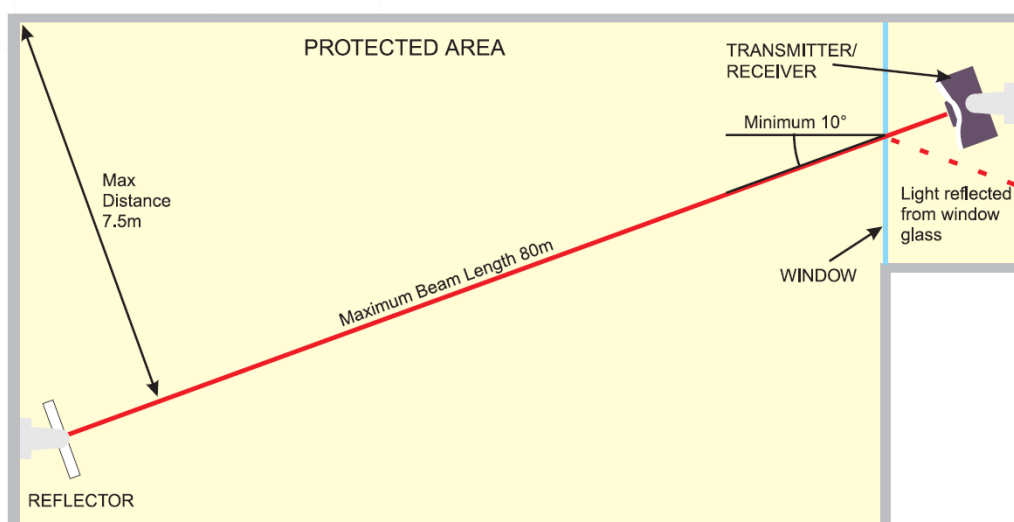 PROTECTED AREA
TRANSMITTER/
RECEIVER
Minimum 10°
Max
Distance
7.5m
Light reflected
from window
glass
Maximum Beam Length 80m
WINDOW
REFLECTOR